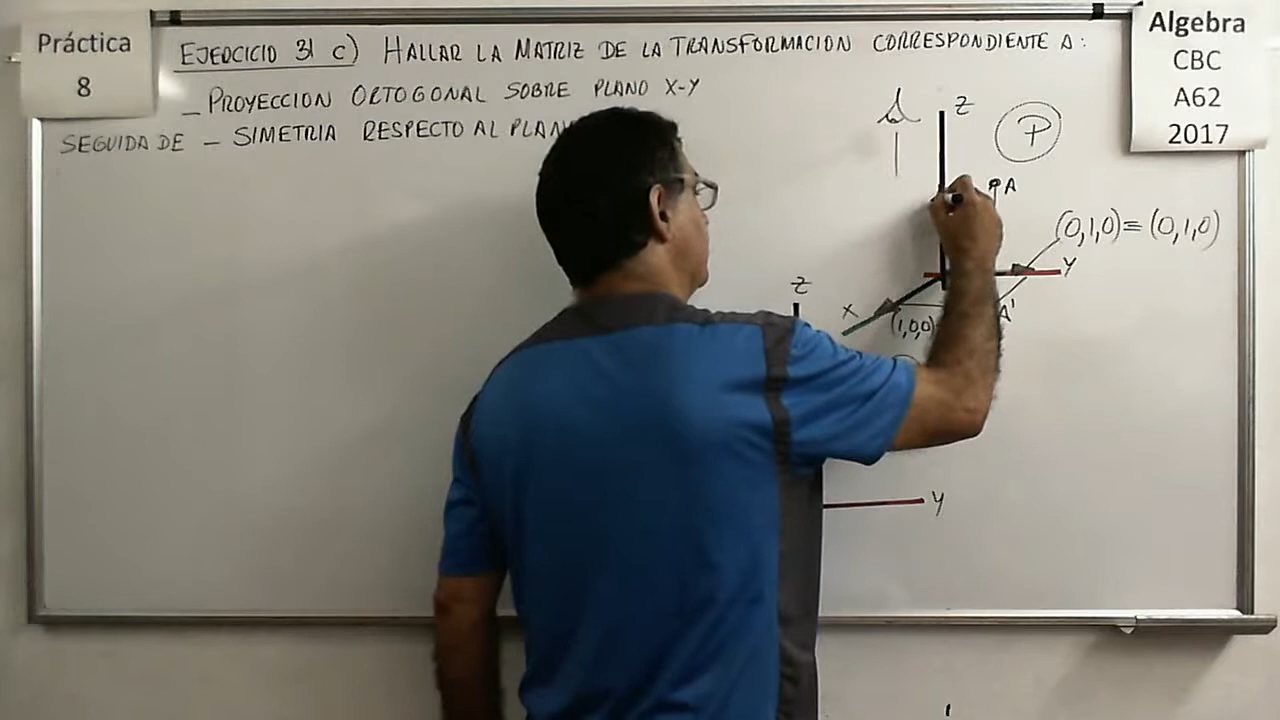 Práctica
8
EJERCICIO 31 c) HALLAR LA MATRIZ DE LA TRANSFORMACION CORRESPONDIENTE A:
- PROYECCION ORTOGONAL SOBRE PLANO X-Y
SEGUIDA DE - SIMETRIA RESPECTO AL PLAN
Algebra
CBC
A62
2017
Z
P
A
(0,1,0)=(0,1,0)
Y
X
(1,0,0)
A'
Z
Y